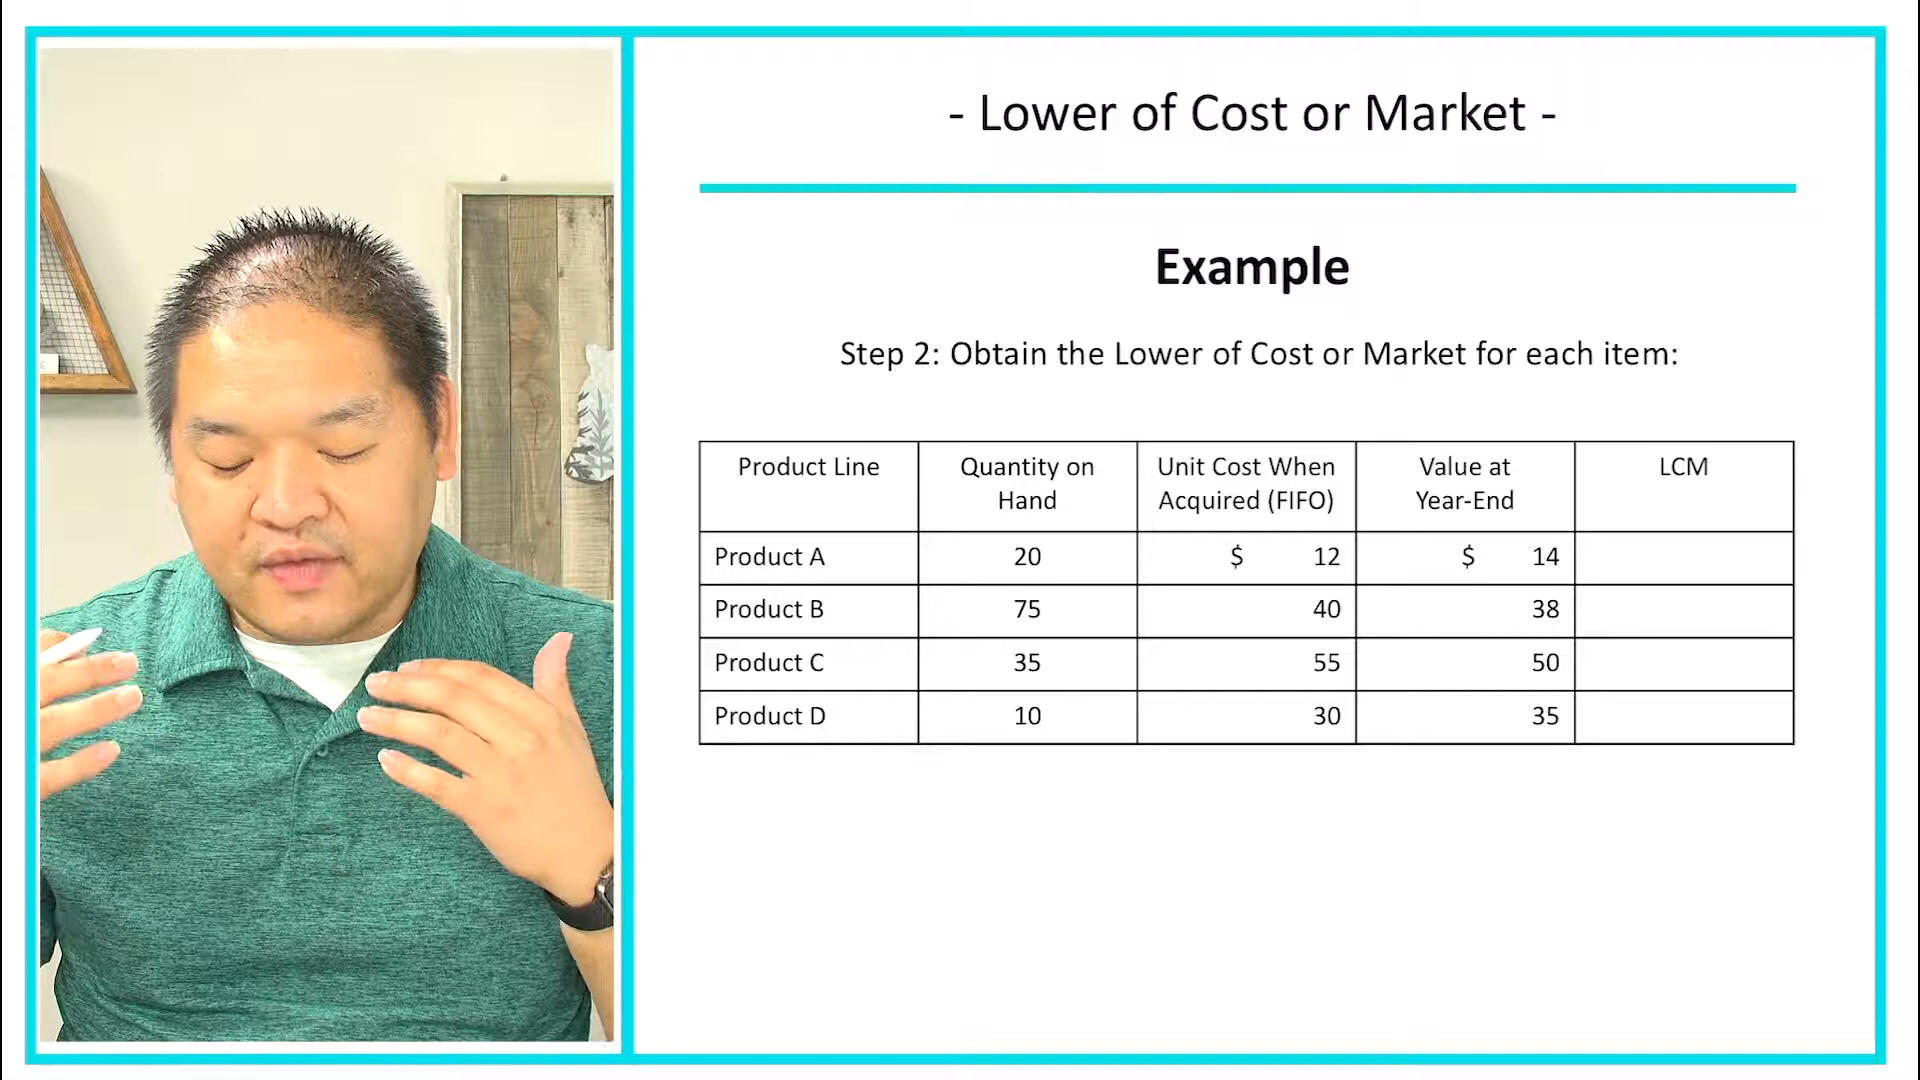 - Lower of Cost or Market -
Example
Step 2: Obtain the Lower of Cost or Market for each item:
Product Line
Quantity on
Hand
Unit Cost When
Acquired (FIFO)
Value at
Year-End
LCM
Product A 20 $ 12 $ 14
Product B 75 40 38
Product C 35 55 50
Product D 10 30 35